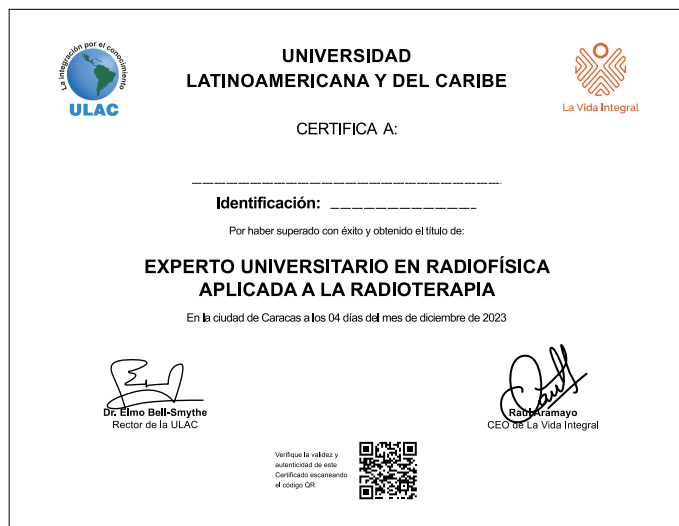 La integración por el conocimiento
ULAC
UNIVERSIDAD
LATINOAMERICANA Y DEL CARIBE
La Vida Integral
CERTIFICA A:
Identificación:
Por haber superado con éxito y obtenido el título de:
EXPERTO UNIVERSITARIO EN RADIOFÍSICA
APLICADA A LA RADIOTERAPIA
En la ciudad de Caracas a los 04 días del mes de diciembre de 2023
Dr. Elmo Bell-Smythe
Rector de la ULAC
Raúl Aramayo
CEO de La Vida Integral
Verifique la validez y
autenticidad de este
Certificado escaneando
el código QR